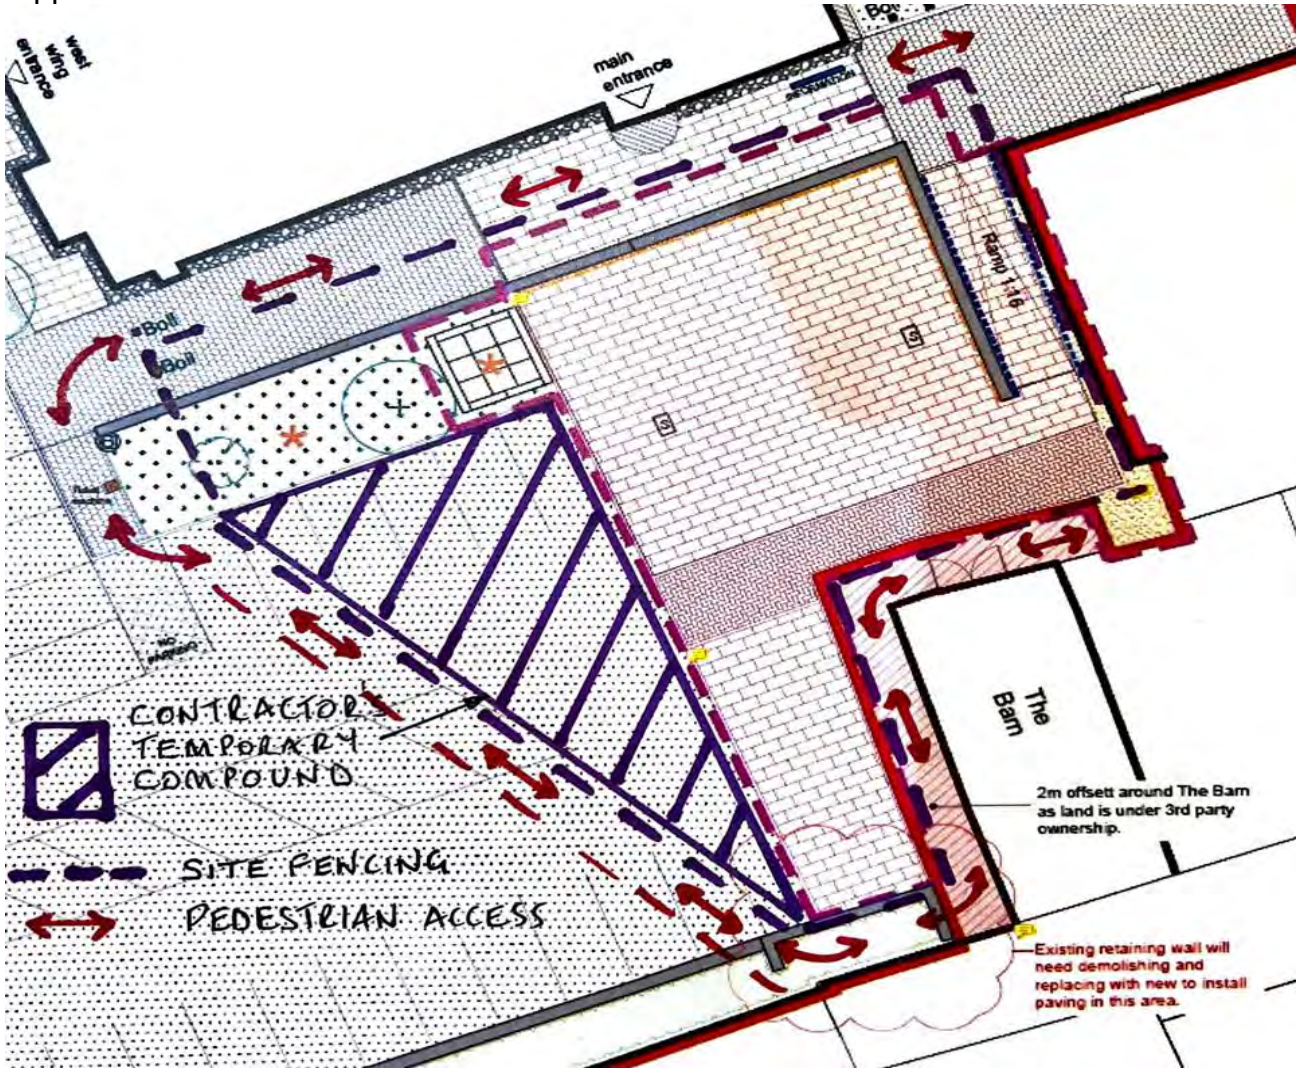 west
wing
entrance
main
entrance
Boll
Boll
Ramp 1:16
S
S
NO
PARKING
The
Barn
CONTRACTOR'S
TEMPORARY
COMPOUND
SITE FENCING
PEDESTRIAN ACCESS
2m offsett around The Barn
as land is under 3rd party
ownership.
Existing retaining wall will
need demolishing and
replacing with new to install
paving in this area.